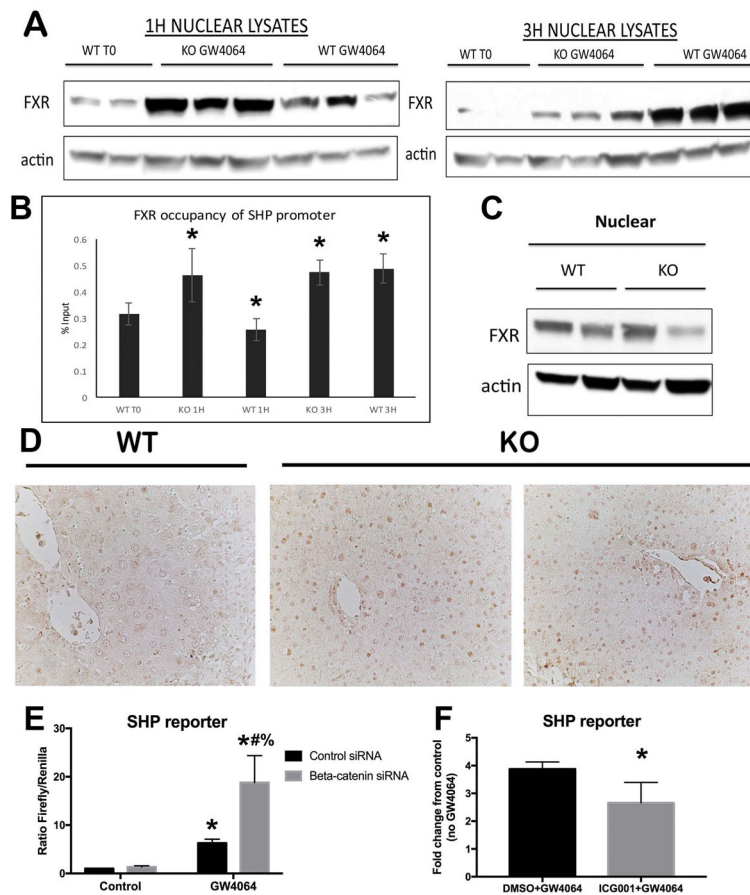 A
1H NUCLEAR LYSATES
WT T0 KO GW4064 WT GW4064
FXR
actin
3H NUCLEAR LYSATES
WT T0 KO GW4064 WT GW4064
FXR
actin
B
FXR occupancy of SHP promoter
% Input
0.6
0.5
0.4
0.3
0.2
0.1
0
* * * *
WT T0 KO 1H WT 1H KO 3H WT 3H
C
Nuclear
WT KO
FXR
actin
D
WT KO
E
SHP reporter
Ratio Firefly/Renilla
30
20
10
0
*
*#%
Control siRNA
Beta-catenin siRNA
Control GW4064
F
SHP reporter
Fold change from control
(no GW4064)
5
4
3
2
1
0
*
DMSO+GW4064 ICG001+GW4064